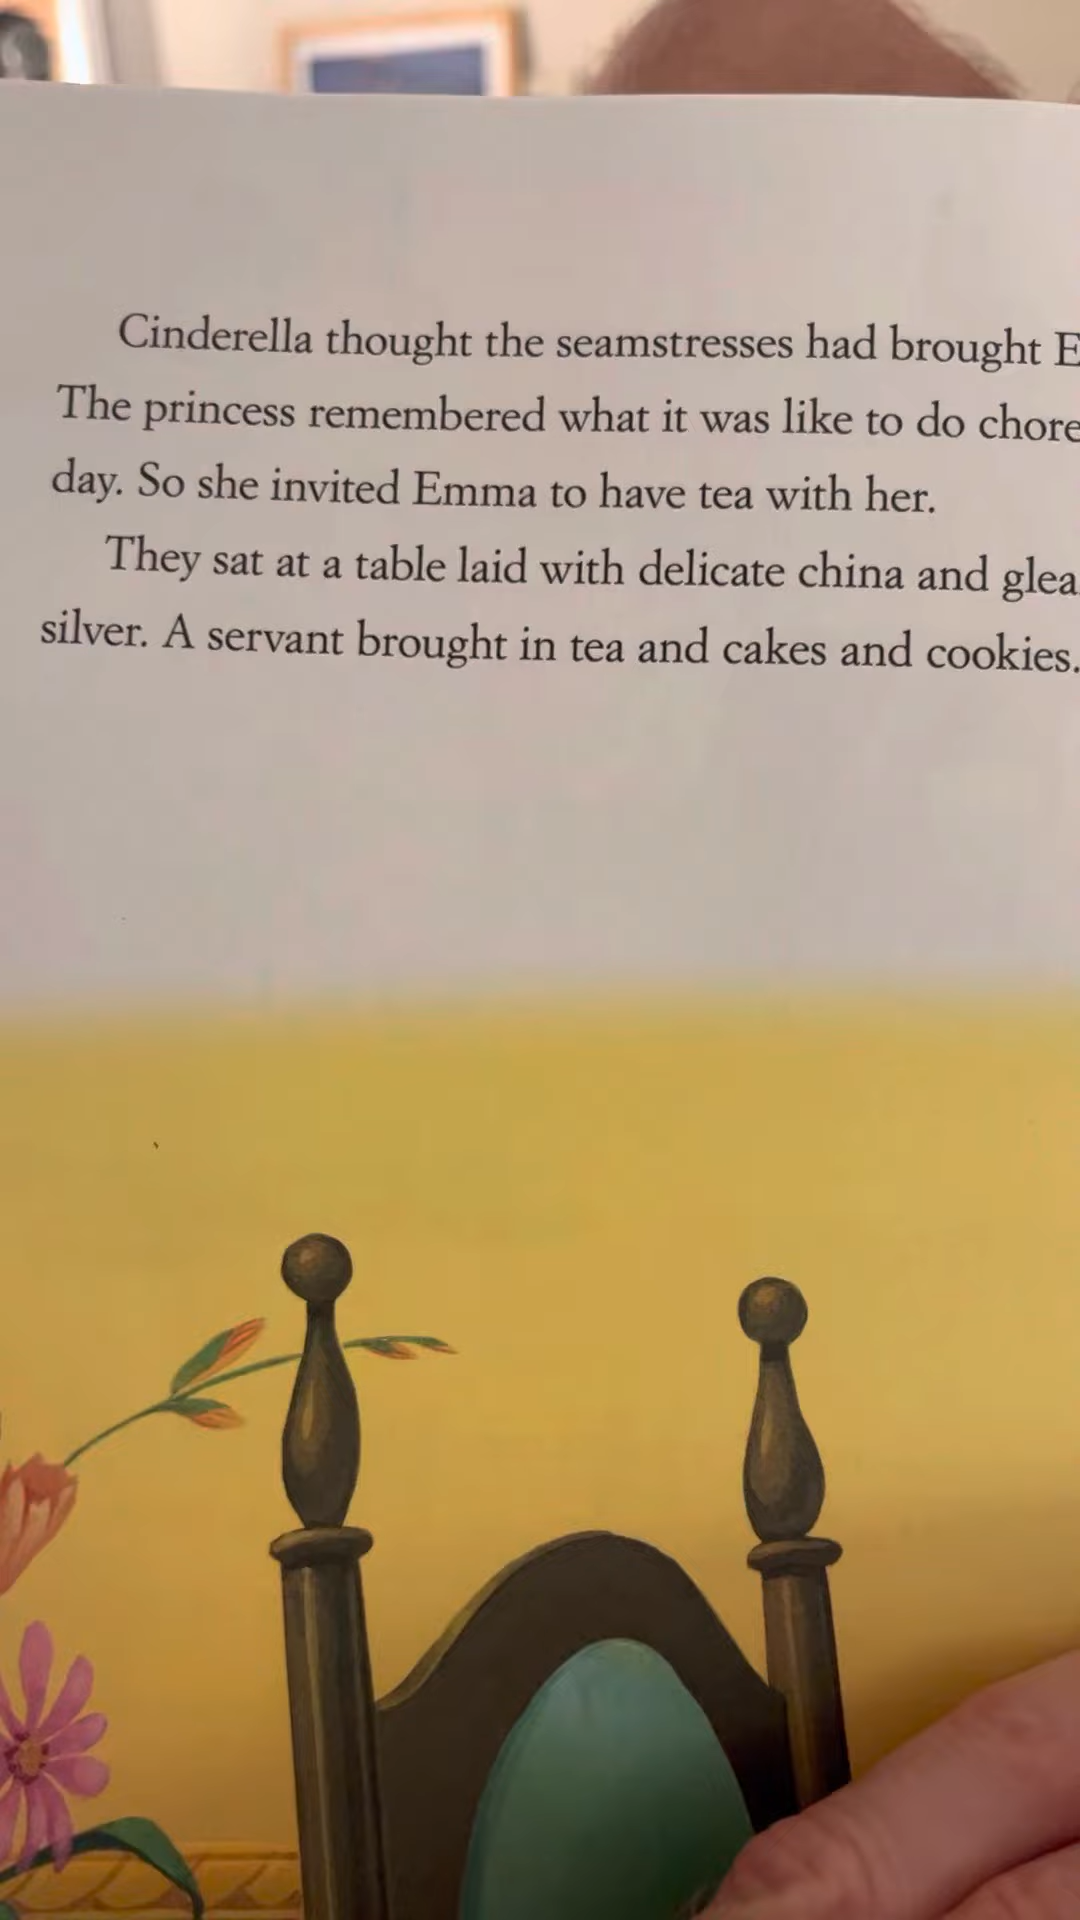 Cinderella thought the seamstresses had brought
The princess remembered what it was like to do
day. So she invited Emma to have tea with her.
They sat at a table laid with delicate china and
silver. A servant brought in tea and cakes and cookies.